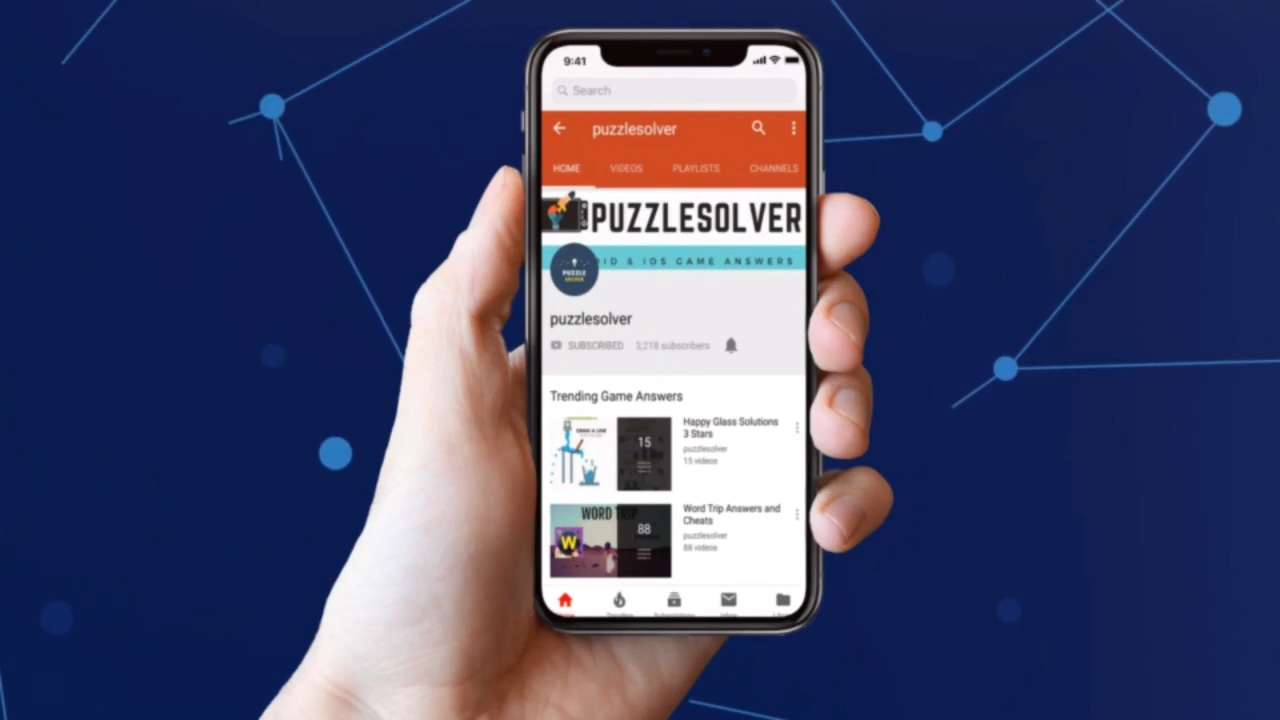 9:41
Search
puzzlesolver
HOME VIDEOS PLAYLISTS CHANNELS
PUZZLESOLVER
ID & IOS GAME ANSWERS
PUZZLE
puzzlesolver
SUBSCRIBED 3,218 subscribers
Trending Game Answers
DRAW A LINE
15
Happy Glass Solutions
3 Stars
puzzlesolver
15 videos
WORD TRIP
W
88
Word Trip Answers and
Cheats
puzzlesolver
88 videos